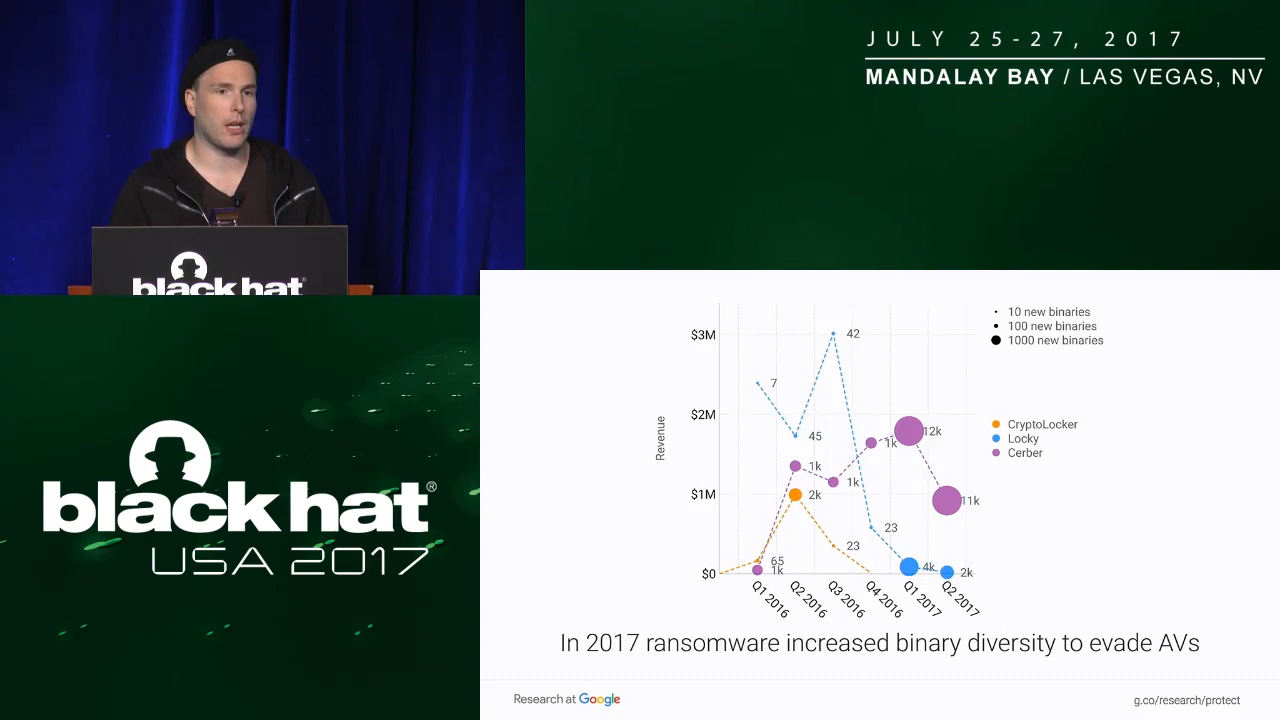 JULY 25-27, 2017
MANDALAY BAY / LAS VEGAS, NV
black hat
black hat®
USA 2017
Revenue
$3M
$2M
$1M
$0
7
45
42
23
4k
2k
1k
1k
1k
1k
12k
11k
65
2k
23
Q1 2016
Q2 2016
Q3 2016
Q4 2016
Q1 2017
Q2 2017
10 new binaries
100 new binaries
1000 new binaries
CryptoLocker
Locky
Cerber
In 2017 ransomware increased binary diversity to evade AVs
Research at Google
g.co/research/protect